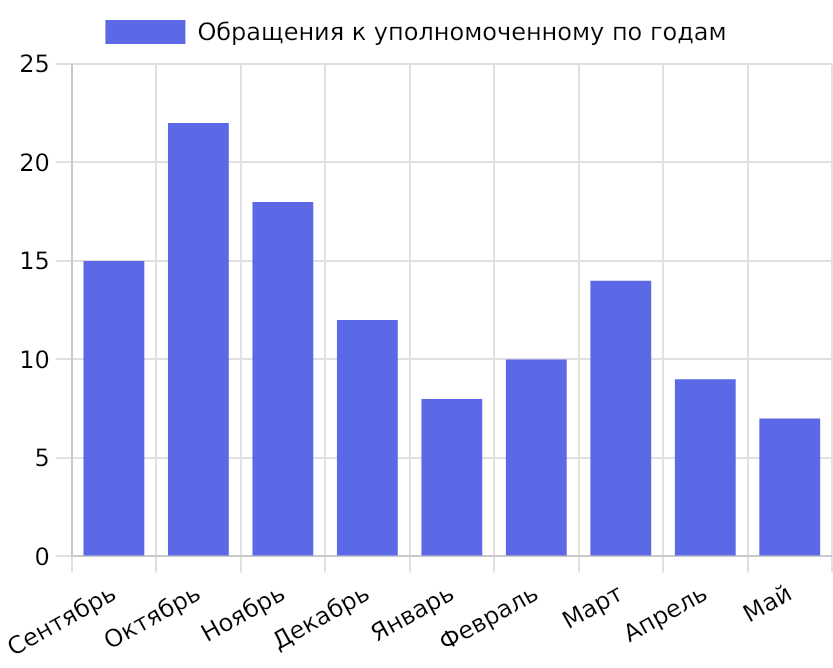 Обращения к уполномоченному по годам
25
20
15
10
5
0
Сентябрь
Октябрь
Ноябрь
Декабрь
Январь
Февраль
Март
Апрель
Май